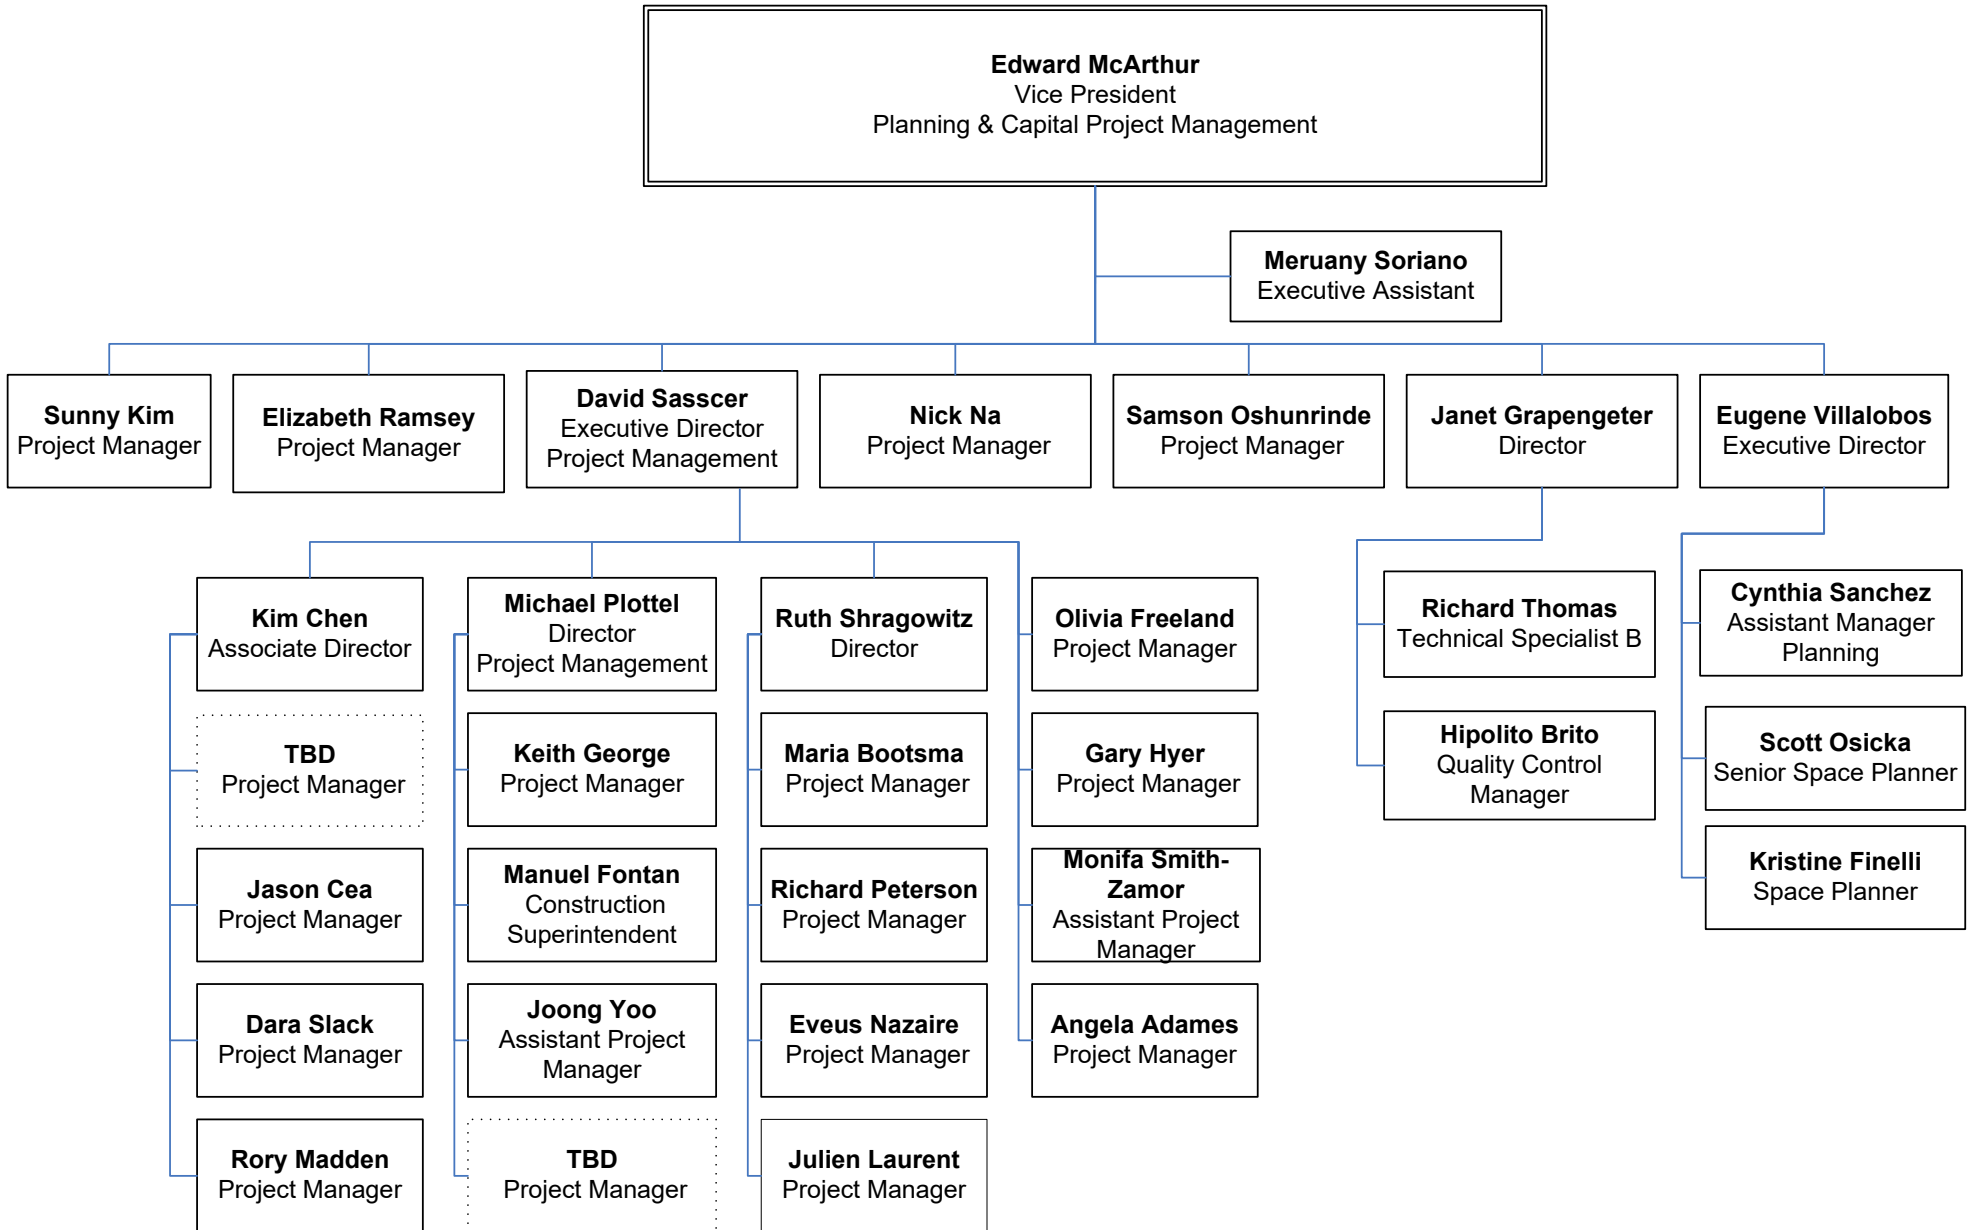 Edward McArthur
Vice President
Planning & Capital Project Management
Meruany Soriano
Executive Assistant
Sunny Kim
Project Manager
Elizabeth Ramsey
Project Manager
David Sasscer
Executive Director
Project Management
Nick Na
Project Manager
Samson Oshunrinde
Project Manager
Janet Grapengeter
Director
Eugene Villalobos
Executive Director
Kim Chen
Associate Director
Michael Plottel
Director
Project Management
Ruth Shragowitz
Director
Olivia Freeland
Project Manager
Richard Thomas
Technical Specialist B
Cynthia Sanchez
Assistant Manager
Planning
TBD
Project Manager
Keith George
Project Manager
Maria Bootsma
Project Manager
Gary Hyer
Project Manager
Hipolito Brito
Quality Control
Manager
Scott Osicka
Senior Space Planner
Jason Cea
Project Manager
Manuel Fontan
Construction
Superintendent
Richard Peterson
Project Manager
Monifa Smith-
Zamor
Assistant Project
Manager
Kristine Finelli
Space Planner
Dara Slack
Project Manager
Joong Yoo
Assistant Project
Manager
Eveus Nazaire
Project Manager
Angela Adames
Project Manager
Rory Madden
Project Manager
TBD
Project Manager
Julien Laurent
Project Manager